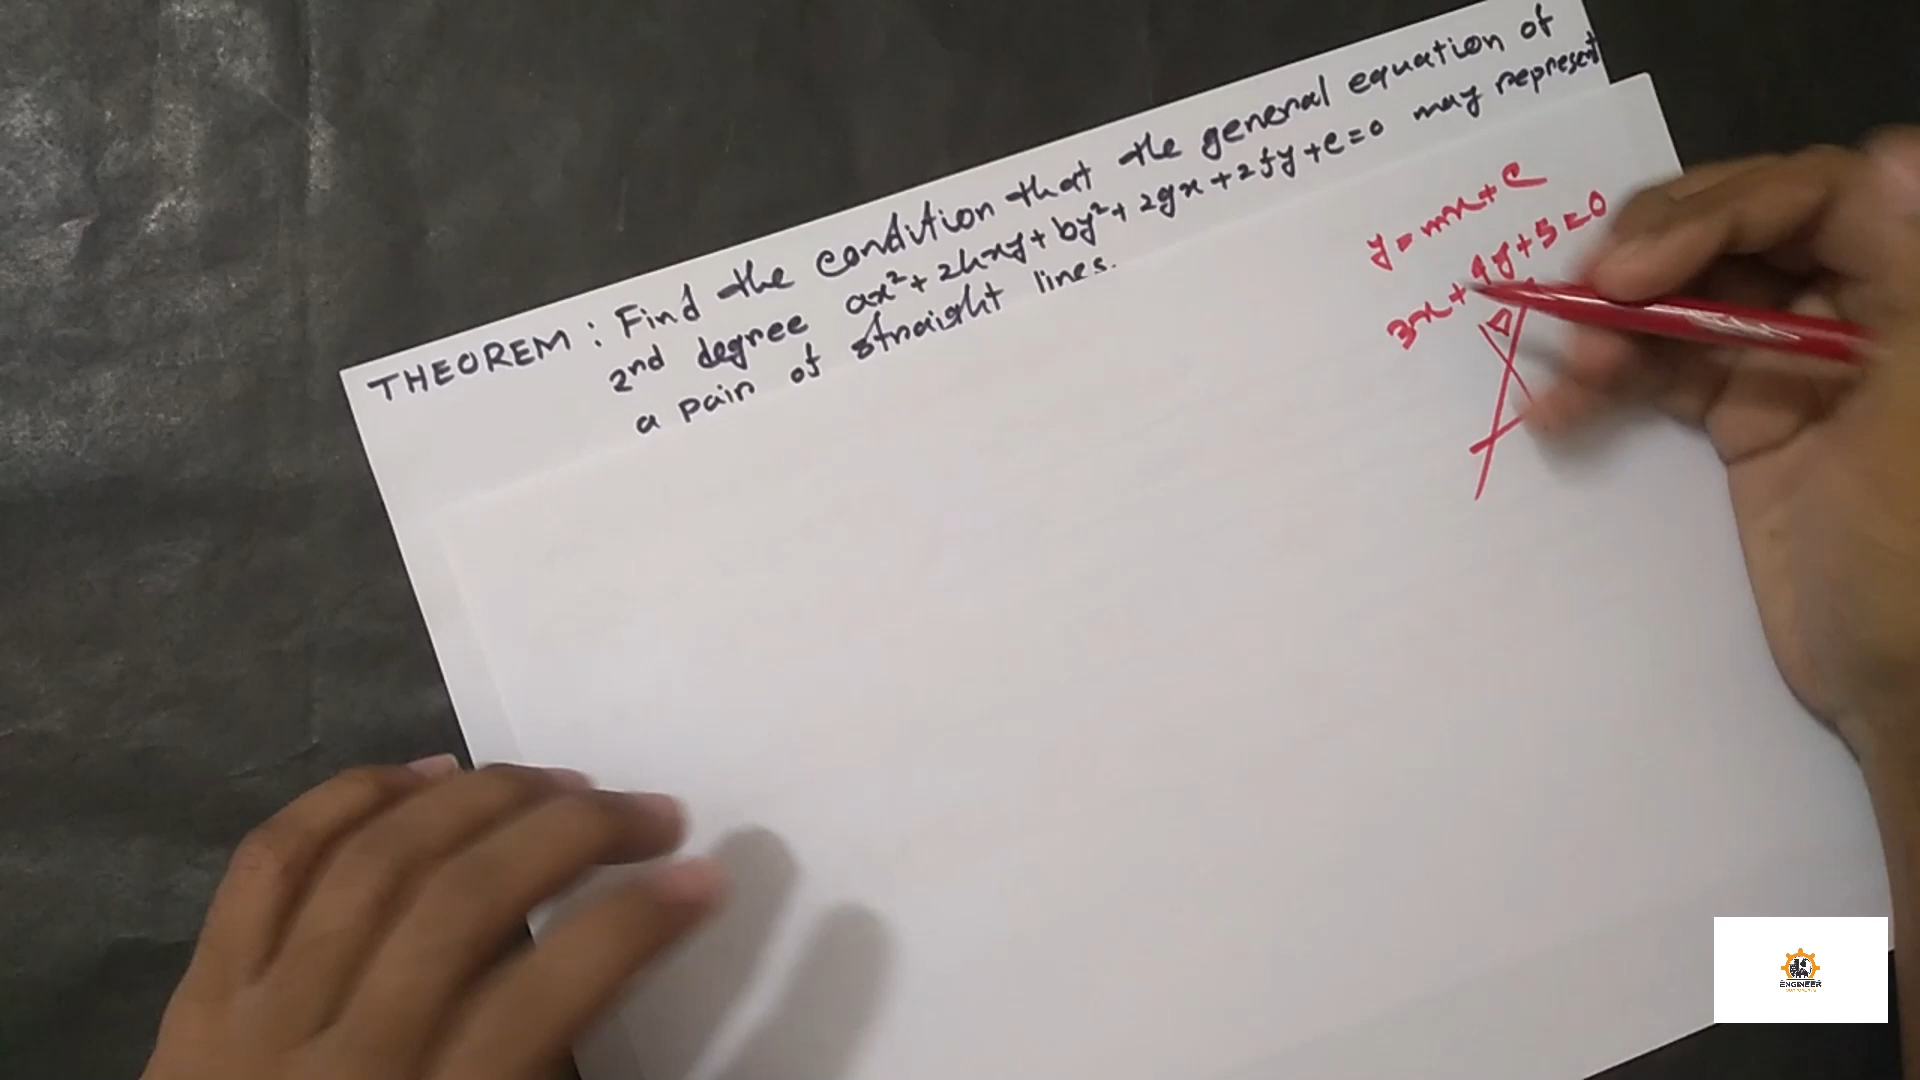 THEOREM : Find the condition that the general equation of
2nd degree ax²+2hxy+by²+2gx+2fy+c=0 may represent
a pair of straight lines.
y=mx+c
3x+4y+5=0
ENGINEER